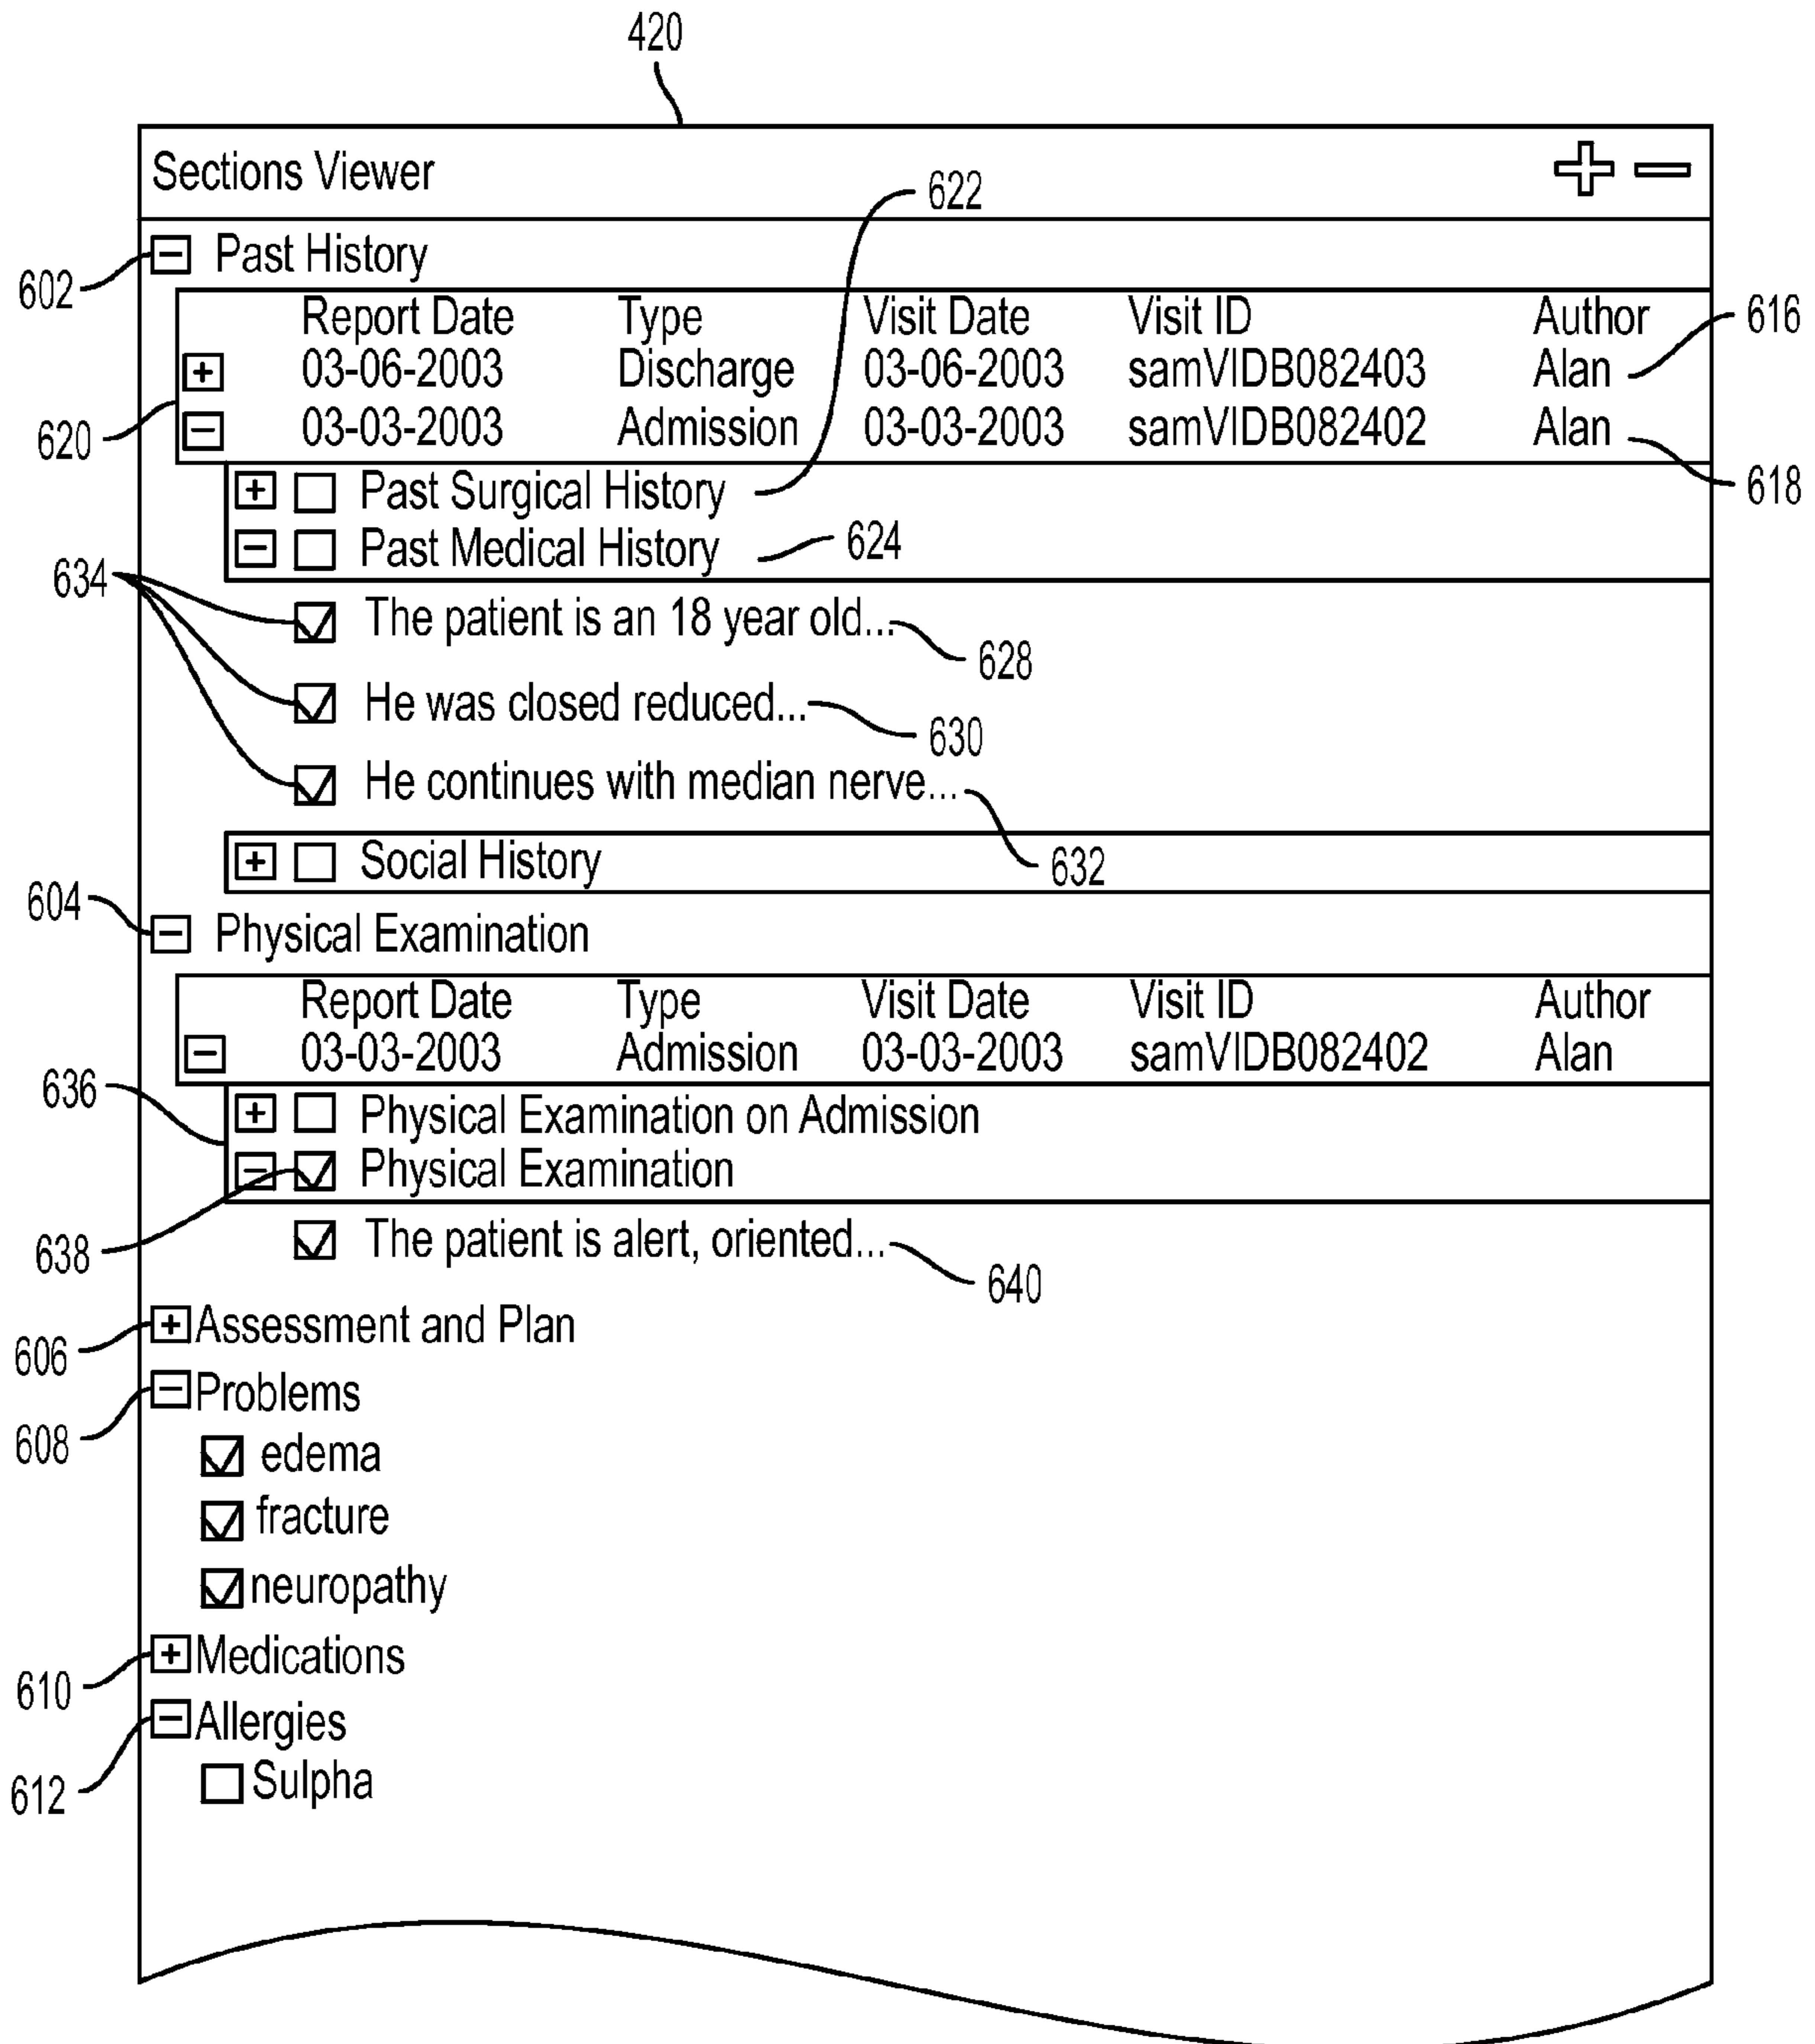 420
Sections Viewer
622
602
Past History
Report Date Type Visit Date Visit ID Author
616
03-06-2003 Discharge 03-06-2003 samVIDB082403 Alan
620
03-03-2003 Admission 03-03-2003 samVIDB082402 Alan
618
Past Surgical History
Past Medical History
624
634
The patient is an 18 year old...
628
He was closed reduced...
630
He continues with median nerve...
632
Social History
604
Physical Examination
Report Date Type Visit Date Visit ID Author
03-03-2003 Admission 03-03-2003 samVIDB082402 Alan
636
Physical Examination on Admission
Physical Examination
638
The patient is alert, oriented...
640
606
Assessment and Plan
608
Problems
edema
fracture
neuropathy
610
Medications
612
Allergies
Sulpha